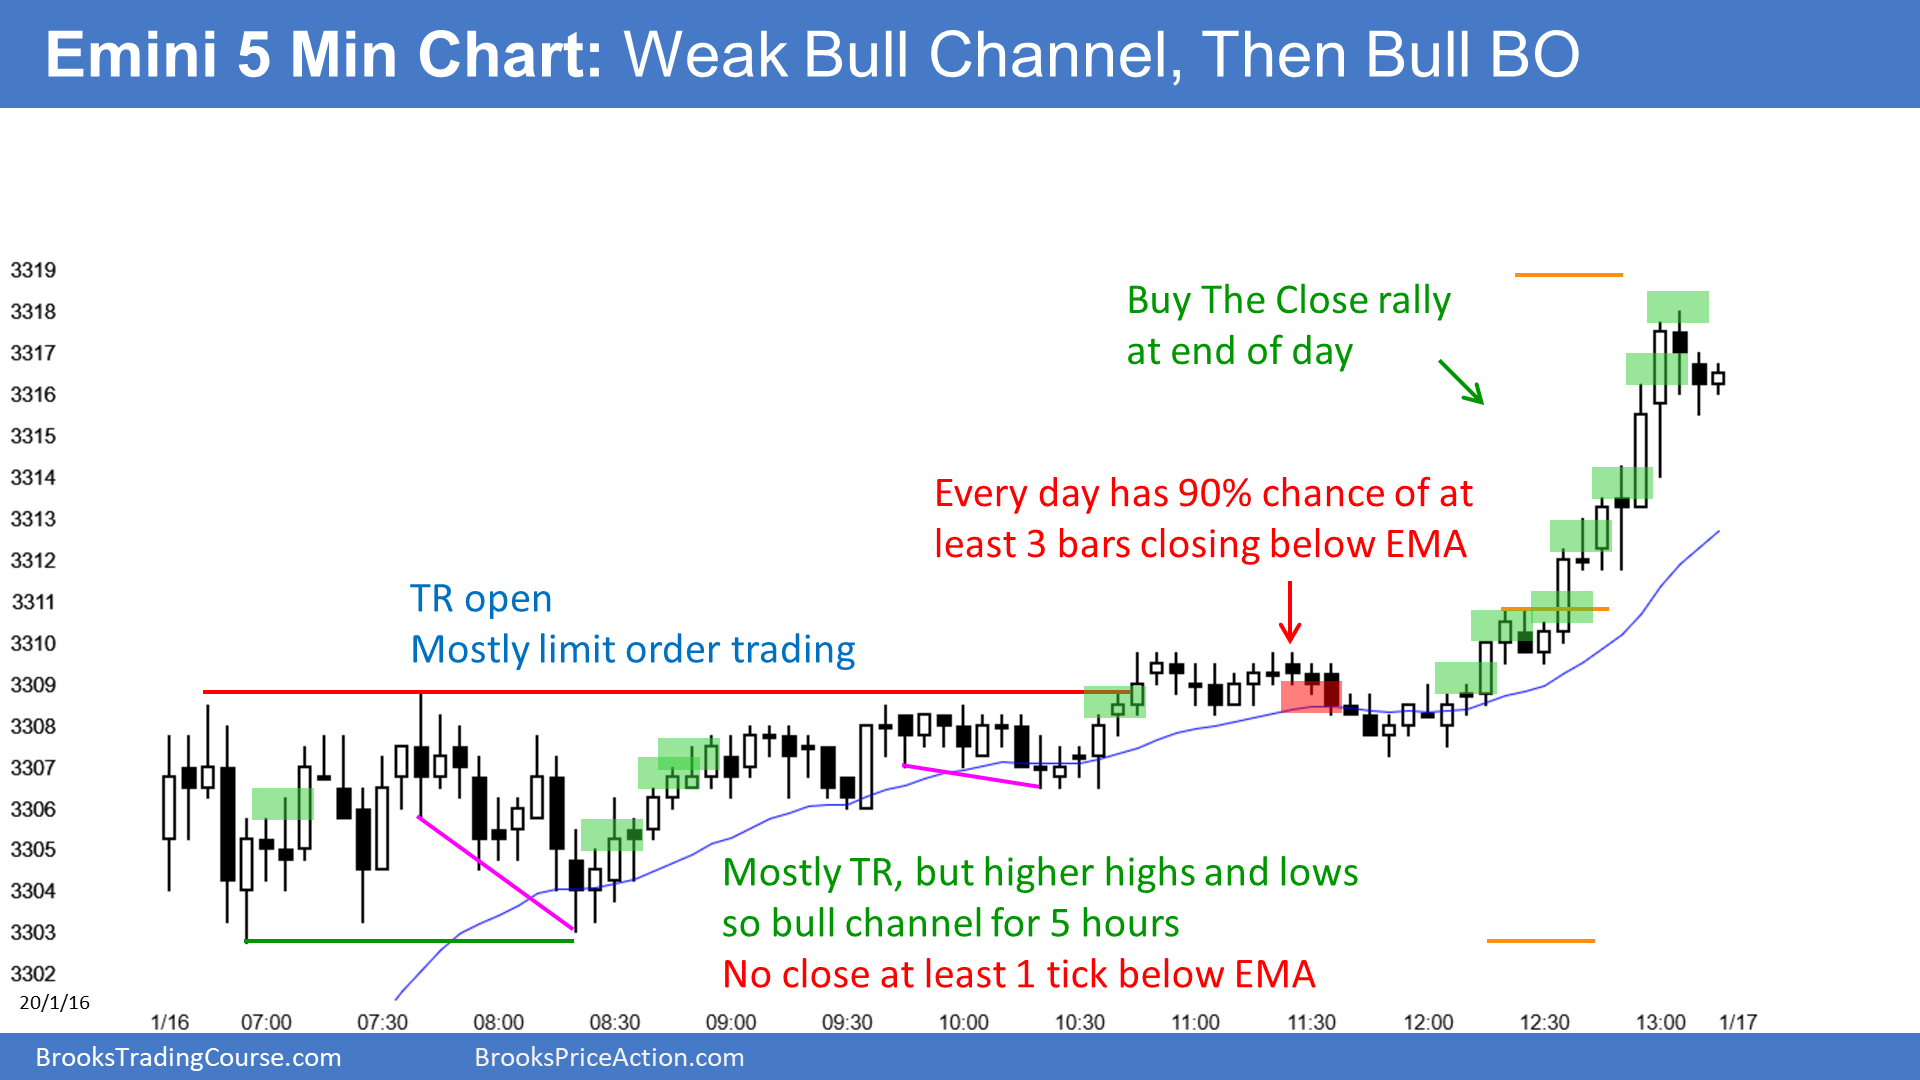 Emini 5 Min Chart: Weak Bull Channel, Then Bull BO
3319
3318
3317
3316
3315
3314
3313
3312
3311
3310
3309
3308
3307
3306
3305
3304
3303
3302
Buy The Close rally
at end of day
Every day has 90% chance of at
least 3 bars closing below EMA
TR open
Mostly limit order trading
Mostly TR, but higher highs and lows
so bull channel for 5 hours
No close at least 1 tick below EMA
20/1/16
1/16 07:00 07:30 08:00 08:30 09:00 09:30 10:00 10:30 11:00 11:30 12:00 12:30 13:00 1/17
BrooksTradingCourse.com BrooksPriceAction.com